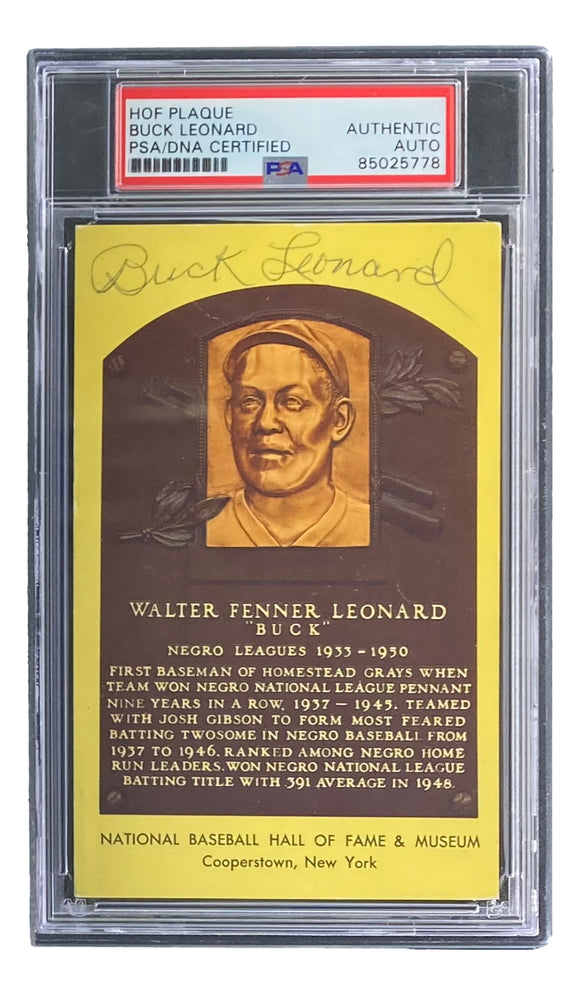 HOF PLAQUE
BUCK LEONARD
PSA/DNA CERTIFIED
AUTHENTIC
AUTO
85025778
PSA
Buck Leonard
WALTER FENNER LEONARD
"BUCK"
NEGRO LEAGUES 1933-1950
FIRST BASEMAN OF HOMESTEAD GRAYS WHEN
TEAM WON NEGRO NATIONAL LEAGUE PENNANT
NINE YEARS IN A ROW, 1937 – 1945. TEAMED
WITH JOSH GIBSON TO FORM MOST FEARED
BATTING TWOSOME IN NEGRO BASEBALL FROM
1937 TO 1946. RANKED AMONG NEGRO HOME
RUN LEADERS. WON NEGRO NATIONAL LEAGUE
BATTING TITLE WITH .391 AVERAGE IN 1948.
NATIONAL BASEBALL HALL OF FAME & MUSEUM
Cooperstown, New York